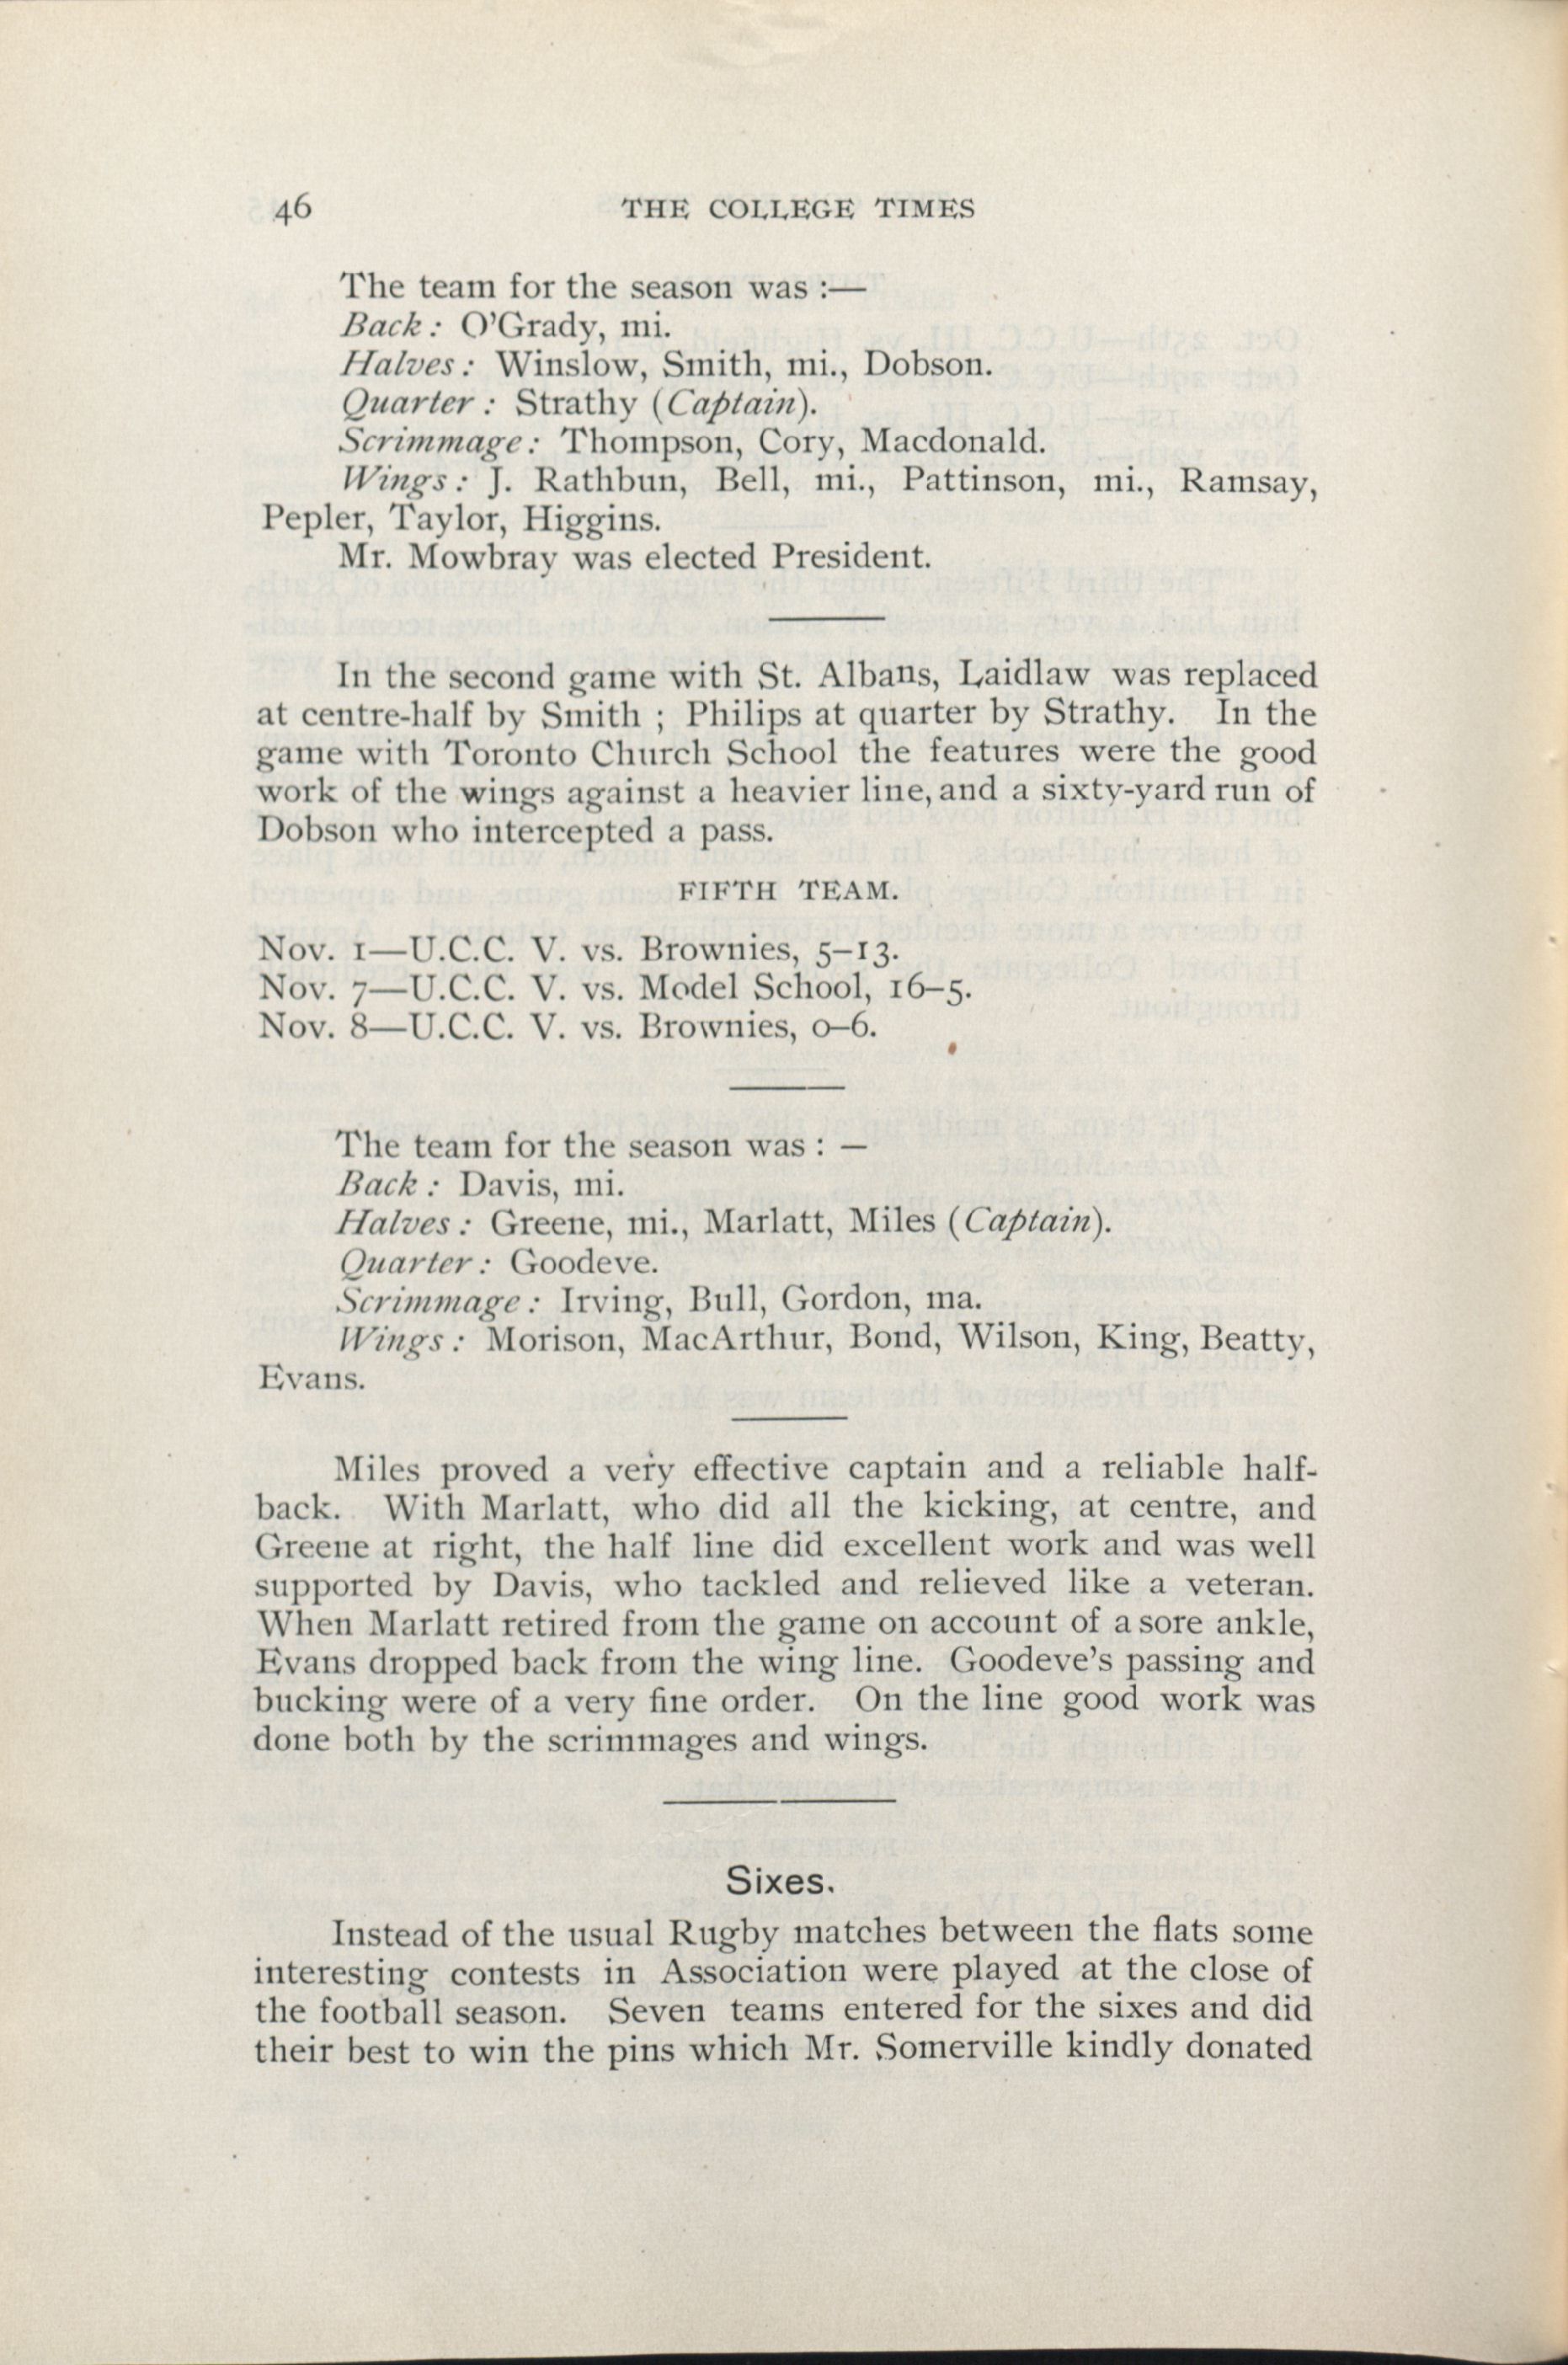 46 THE COLLEGE TIMES
The team for the season was :—
Back : O'Grady, mi.
Halves : Winslow, Smith, mi., Dobson.
Quarter : Strathy (Captain).
Scrimmage : Thompson, Cory, Macdonald.
Wings : J. Rathbun, Bell, mi., Pattinson, mi., Ramsay,
Pepler, Taylor, Higgins.
Mr. Mowbray was elected President.
In the second game with St. Albans, Laidlaw was replaced
at centre-half by Smith ; Philips at quarter by Strathy. In the
game with Toronto Church School the features were the good
work of the wings against a heavier line, and a sixty-yard run of
Dobson who intercepted a pass.
FIFTH TEAM.
Nov. 1—U.C.C. V. vs. Brownies, 5–13.
Nov. 7—U.C.C. V. vs. Model School, 16–5.
Nov. 8—U.C.C. V. vs. Brownies, 0–6.
The team for the season was : —
Back : Davis, mi.
Halves : Greene, mi., Marlatt, Miles (Captain).
Quarter : Goodeve.
Scrimmage : Irving, Bull, Gordon, ma.
Wings : Morison, MacArthur, Bond, Wilson, King, Beatty,
Evans.
Miles proved a very effective captain and a reliable half-
back. With Marlatt, who did all the kicking, at centre, and
Greene at right, the half line did excellent work and was well
supported by Davis, who tackled and relieved like a veteran.
When Marlatt retired from the game on account of a sore ankle,
Evans dropped back from the wing line. Goodeve's passing and
bucking were of a very fine order. On the line good work was
done both by the scrimmages and wings.
Sixes.
Instead of the usual Rugby matches between the flats some
interesting contests in Association were played at the close of
the football season. Seven teams entered for the sixes and did
their best to win the pins which Mr. Somerville kindly donated